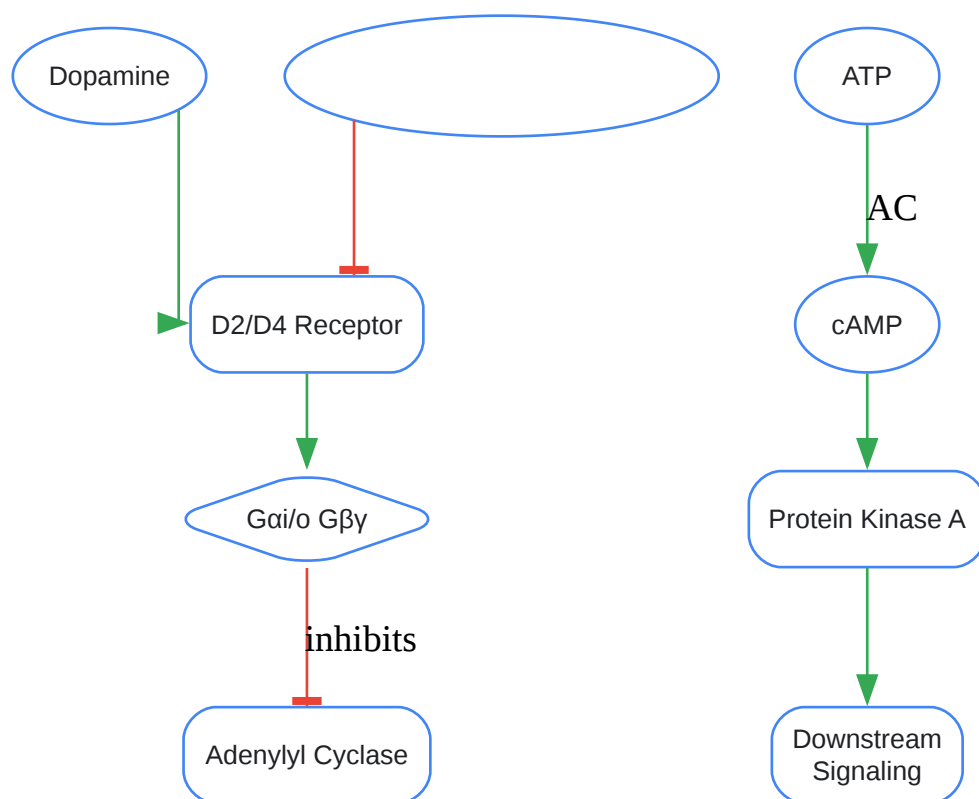 Dopamine
ATP
AC
D2/D4 Receptor
cAMP
Gαi/o Gβγ
Protein Kinase A
inhibits
Adenylyl Cyclase
Downstream
Signaling